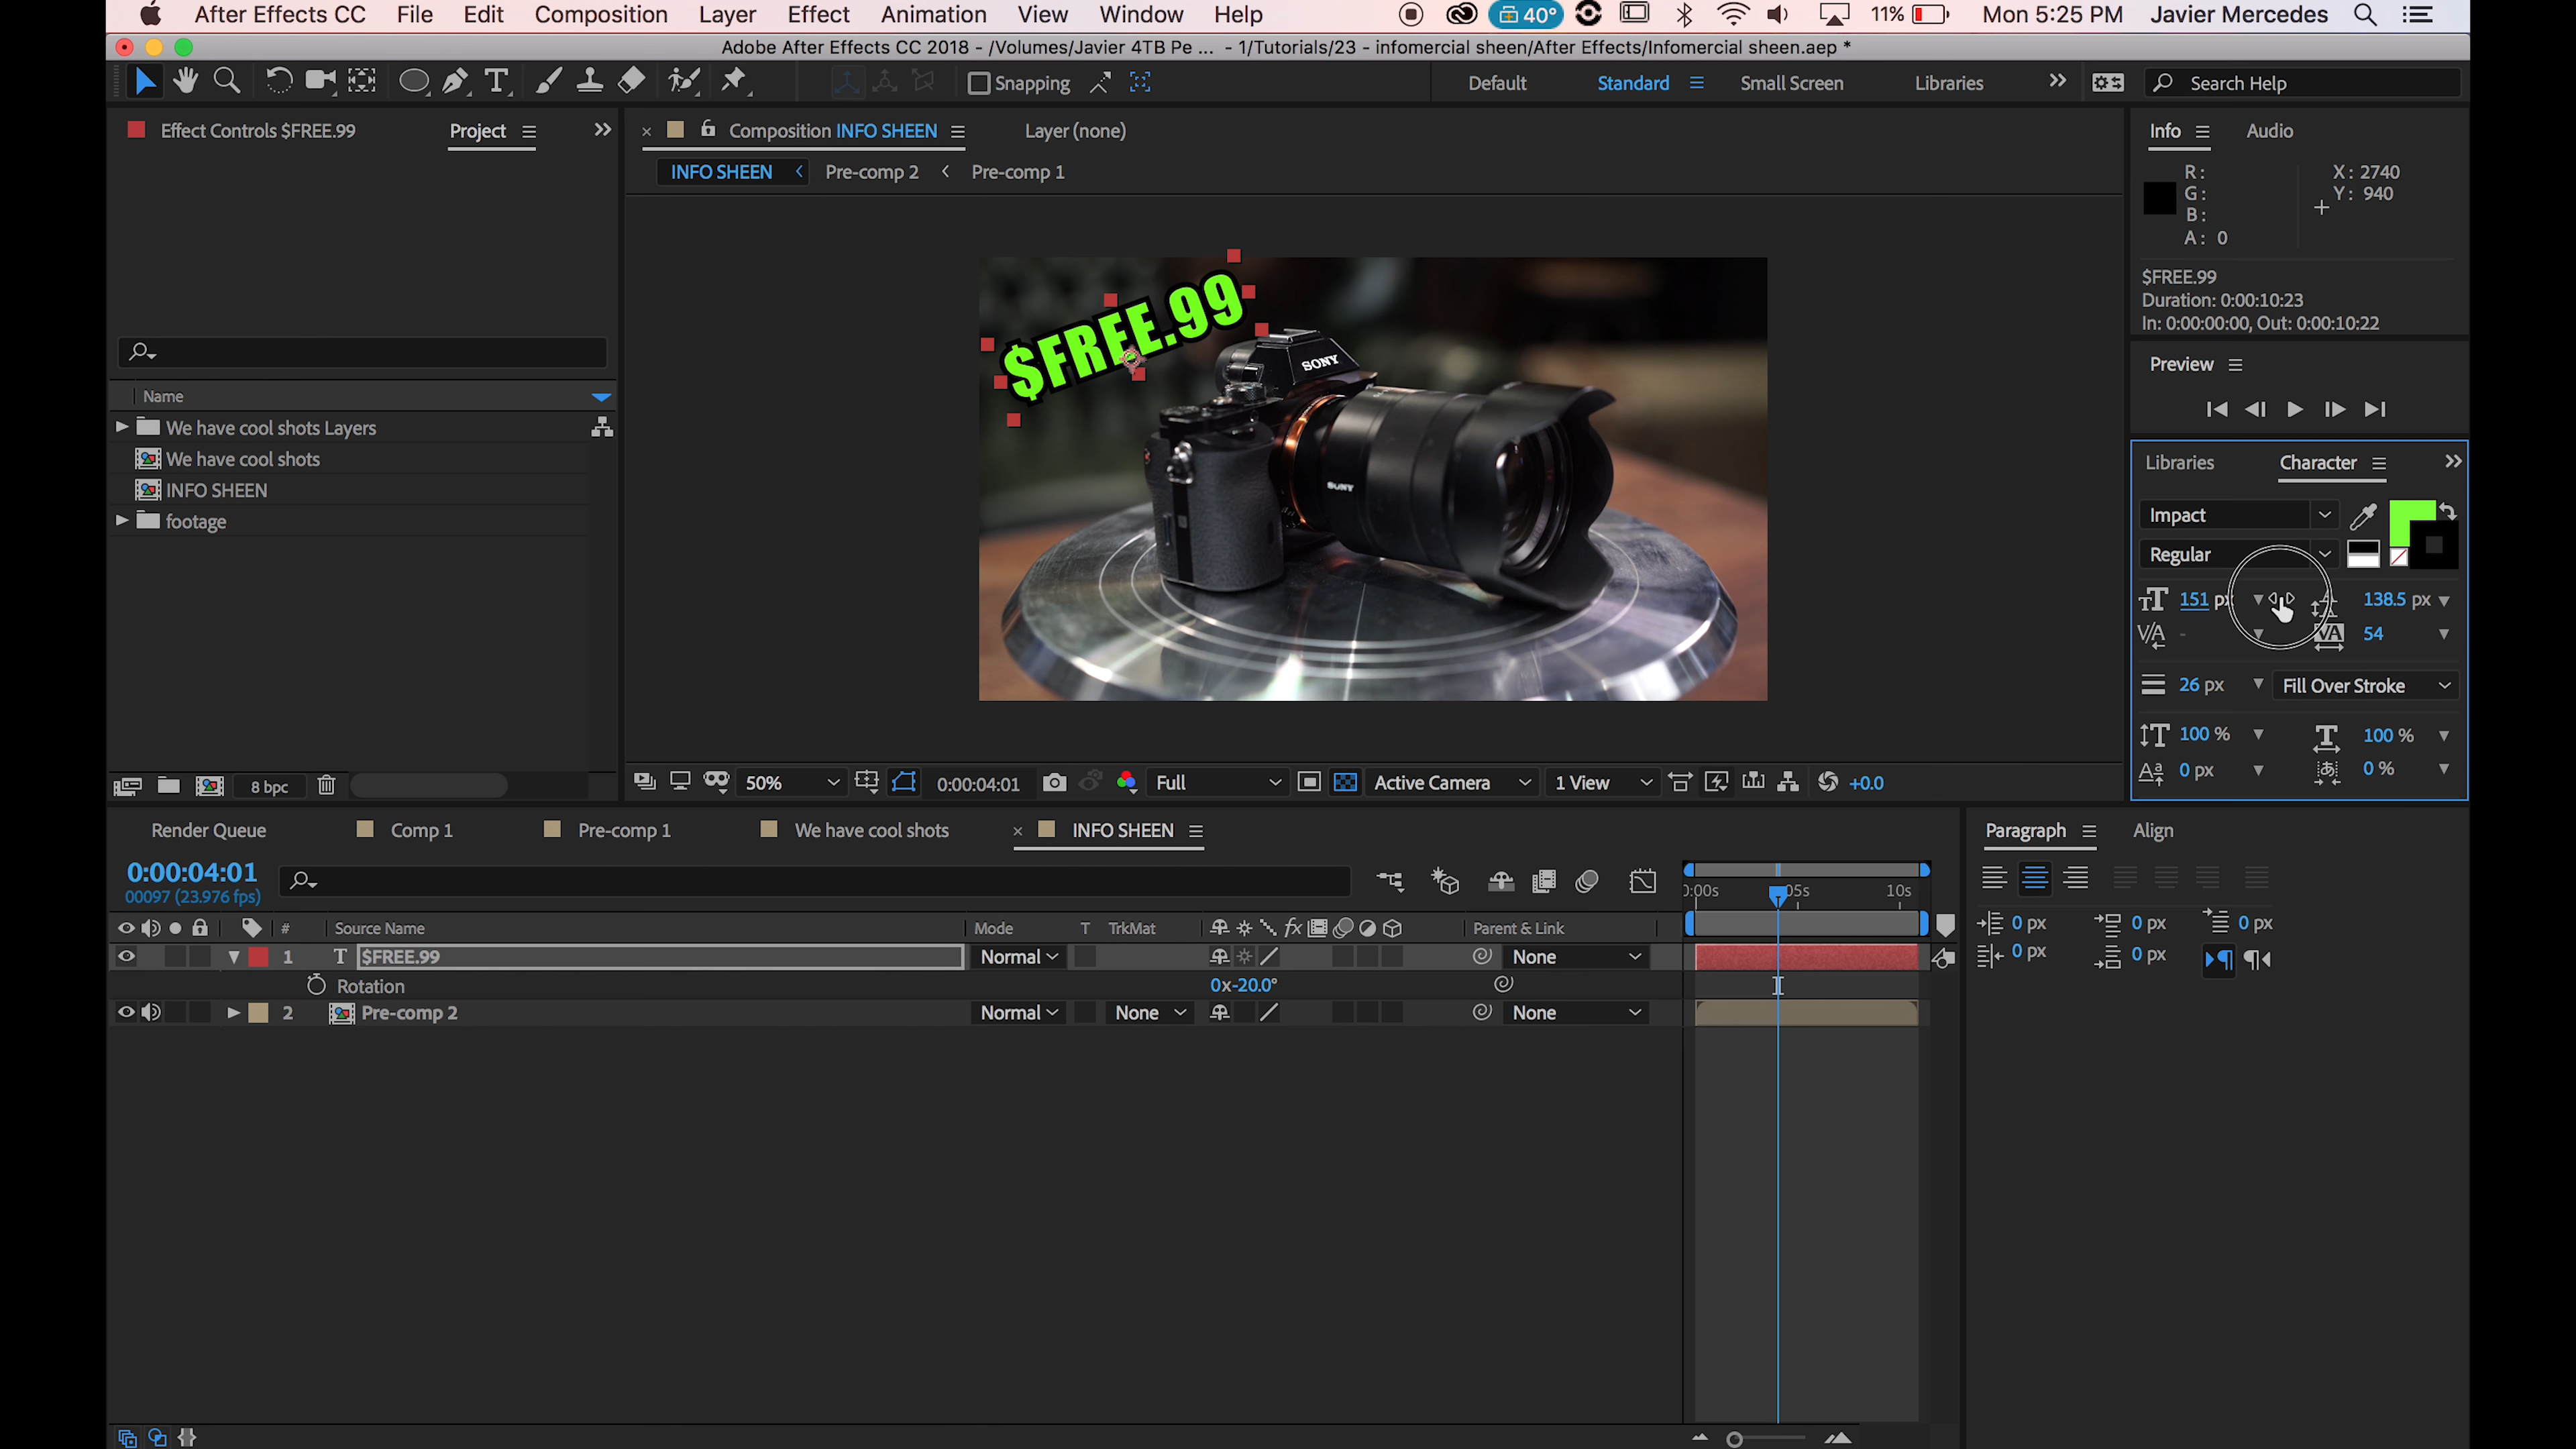 After Effects CC File Edit Composition Layer Effect Animation View Window Help 40° 11% Mon 5:25 PM Javier Mercedes
Adobe After Effects CC 2018 - /Volumes/Javier 4TB Pe ... - 1/Tutorials/23 - infomercial sheen/After Effects/Infomercial sheen.aep *
Snapping Default Standard Small Screen Libraries Search Help
Effect Controls $FREE.99 Project
Composition INFO SHEEN Layer (none)
INFO SHEEN Pre-comp 2 Pre-comp 1
Name
We have cool shots Layers
We have cool shots
INFO SHEEN
footage
8 bpc
$FREE.99
SONY
SONY
50% 0:00:04:01 Full Active Camera 1 View +0.0
Info Audio
R:
G:
B:
A: 0
X: 2740
Y: 940
$FREE.99
Duration: 0:00:10:23
In: 0:00:00:00, Out: 0:00:10:22
Preview
Libraries Character
Impact
Regular
151 px 138.5 px
- 54
26 px Fill Over Stroke
100 % 100 %
0 px 0 %
Render Queue Comp 1 Pre-comp 1 We have cool shots INFO SHEEN
0:00:04:01
00097 (23.976 fps)
05s 10s
# Source Name Mode T TrkMat Parent & Link
1 T $FREE.99 Normal None
Rotation 0x-20.0°
2 Pre-comp 2 Normal None None
Paragraph Align
0 px 0 px 0 px
0 px 0 px